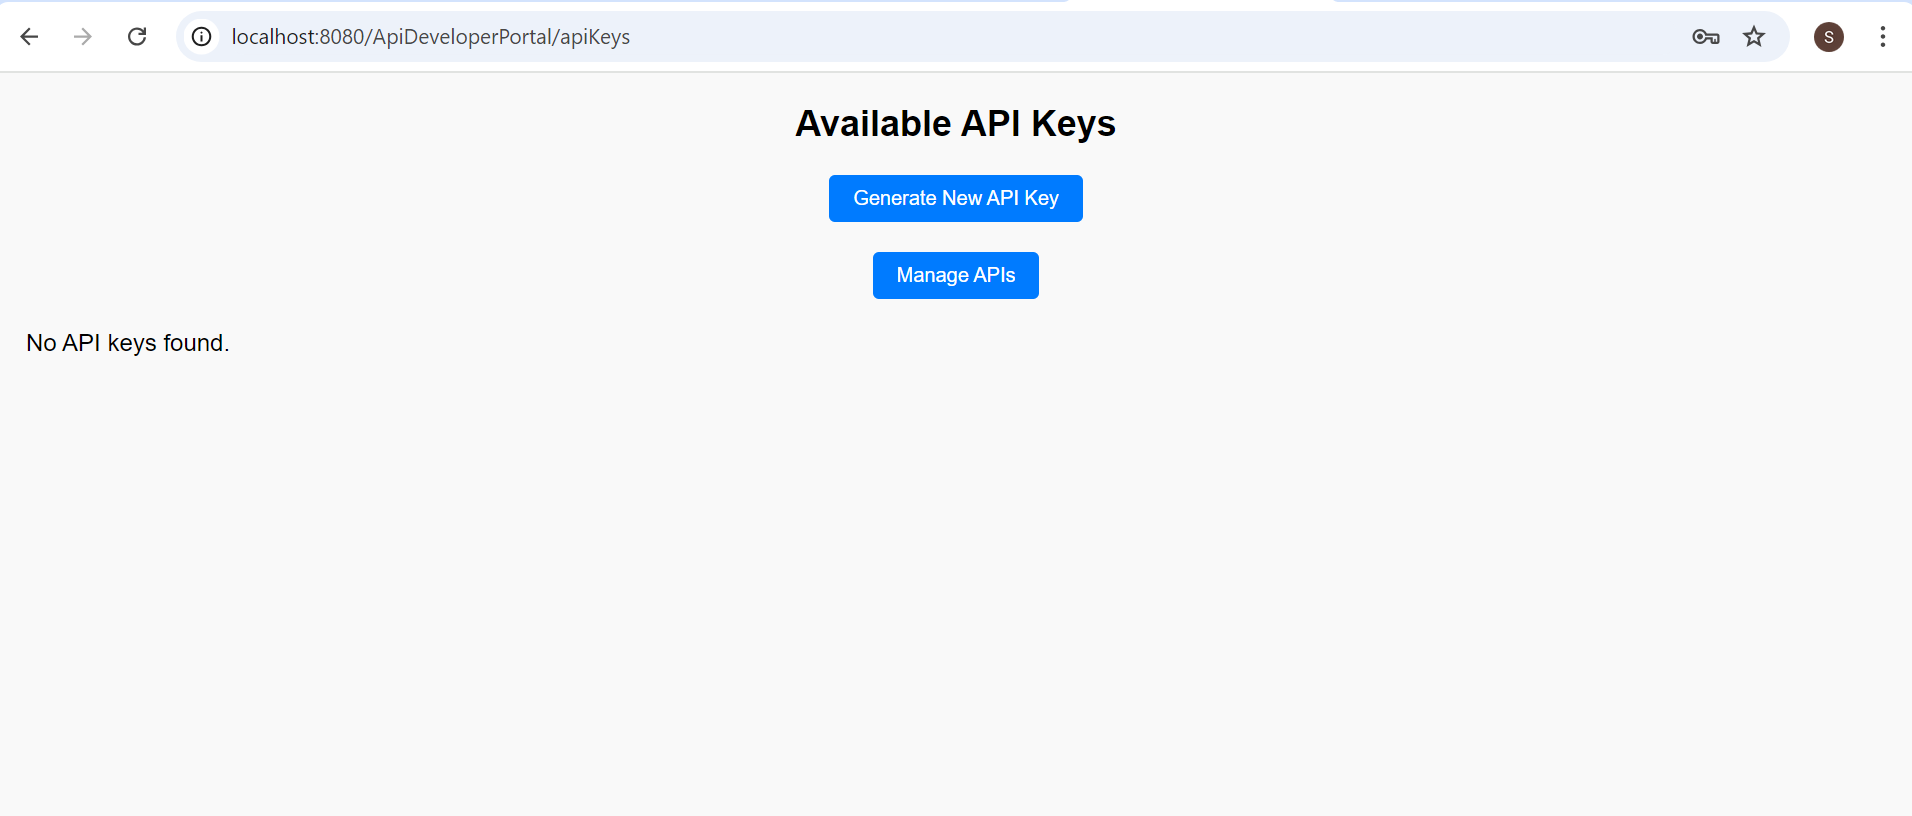 localhost:8080/ApiDeveloperPortal/apiKeys
S
Available API Keys
Generate New API Key
Manage APIs
No API keys found.